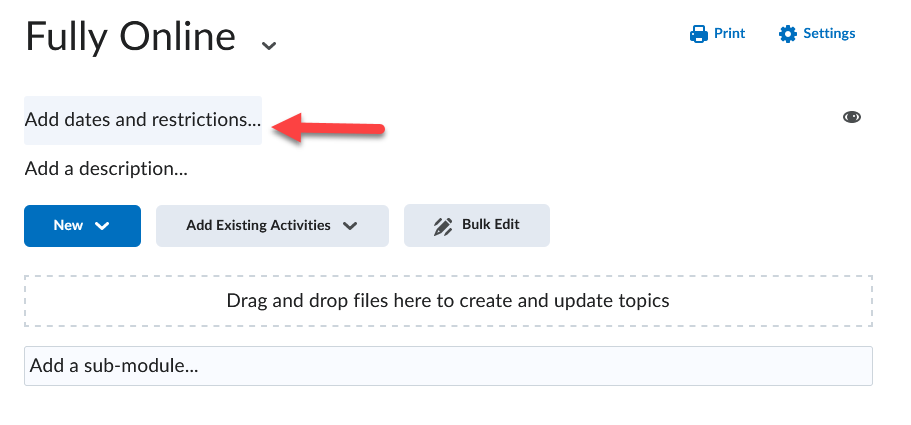 Fully Online
Print
Settings
Add dates and restrictions...
Add a description...
New
Add Existing Activities
Bulk Edit
Drag and drop files here to create and update topics
Add a sub-module...